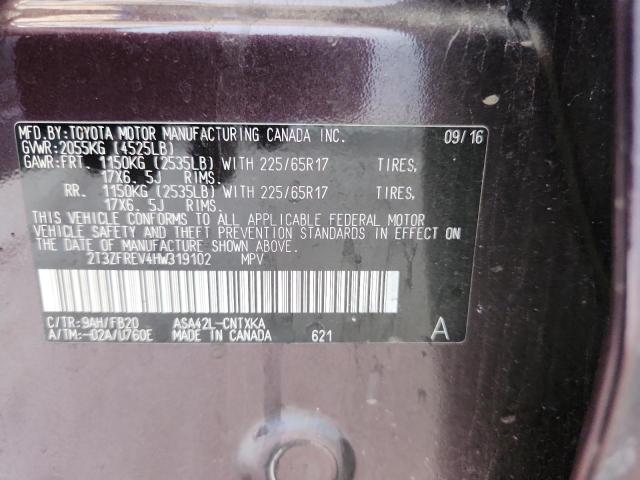 MFD.BY:TOYOTA MOTOR MANUFACTURING CANADA INC. 09/16
GVWR:2055KG (4525LB)
GAWR:FRT. 1150KG (2535LB) WITH 225/65R17 TIRES,
17X6. 5J RIMS.
RR. 1150KG (2535LB) WITH 225/65R17 TIRES,
17X6. 5J RIMS.
THIS VEHICLE CONFORMS TO ALL APPLICABLE FEDERAL MOTOR
VEHICLE SAFETY AND THEFT PREVENTION STANDARDS IN EFFECT ON
THE DATE OF MANUFACTURE SHOWN ABOVE.
2T3ZFREV4HW319102 MPV
C/TR:9AH/FB20 ASA42L-CNTXKA
A/TM:-02A/U760E MADE IN CANADA 621 A